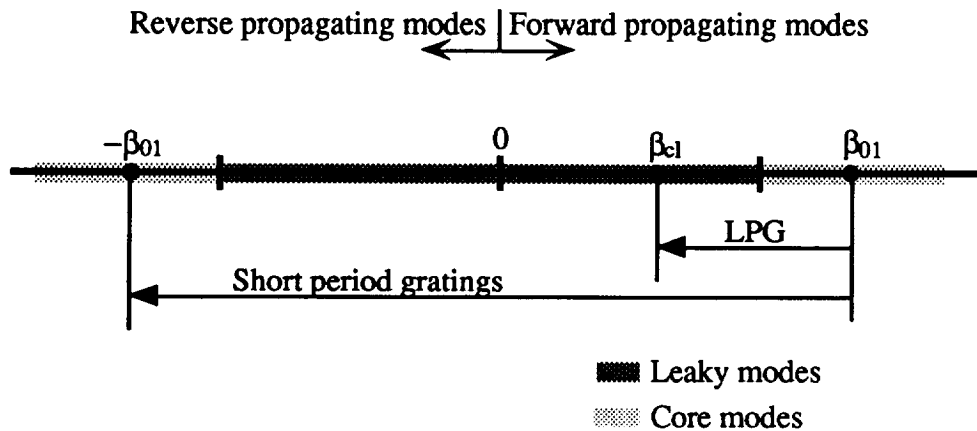 Reverse propagating modes Forward propagating modes
−β01 0 βcl β01
LPG
Short period gratings
Leaky modes
Core modes